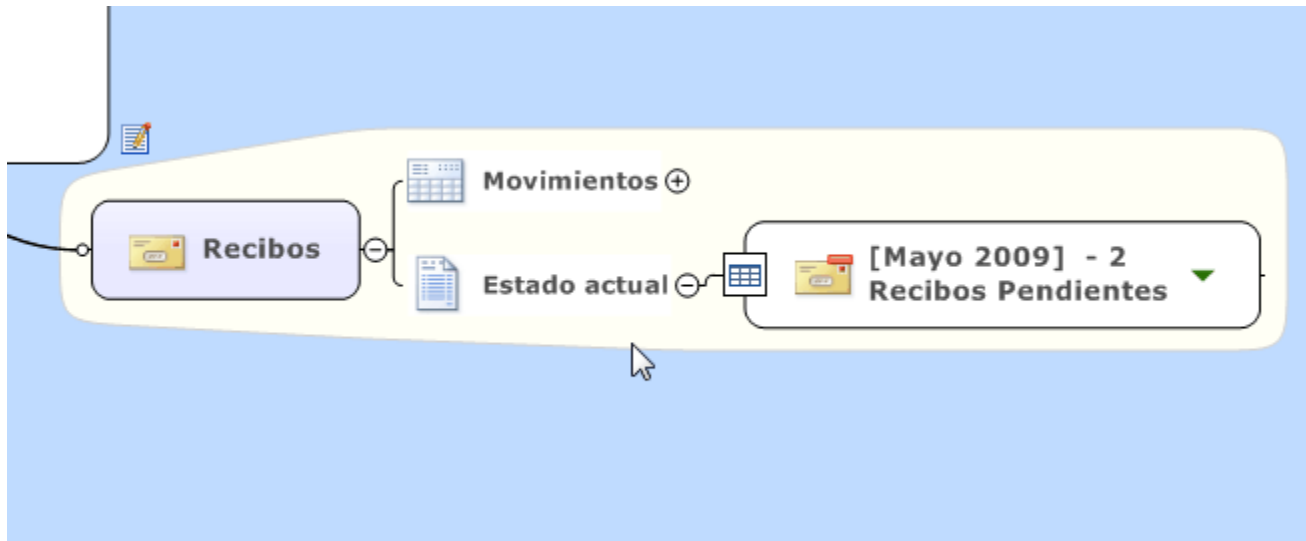 Movimientos
Recibos
Estado actual
[Mayo 2009]  - 2
Recibos Pendientes